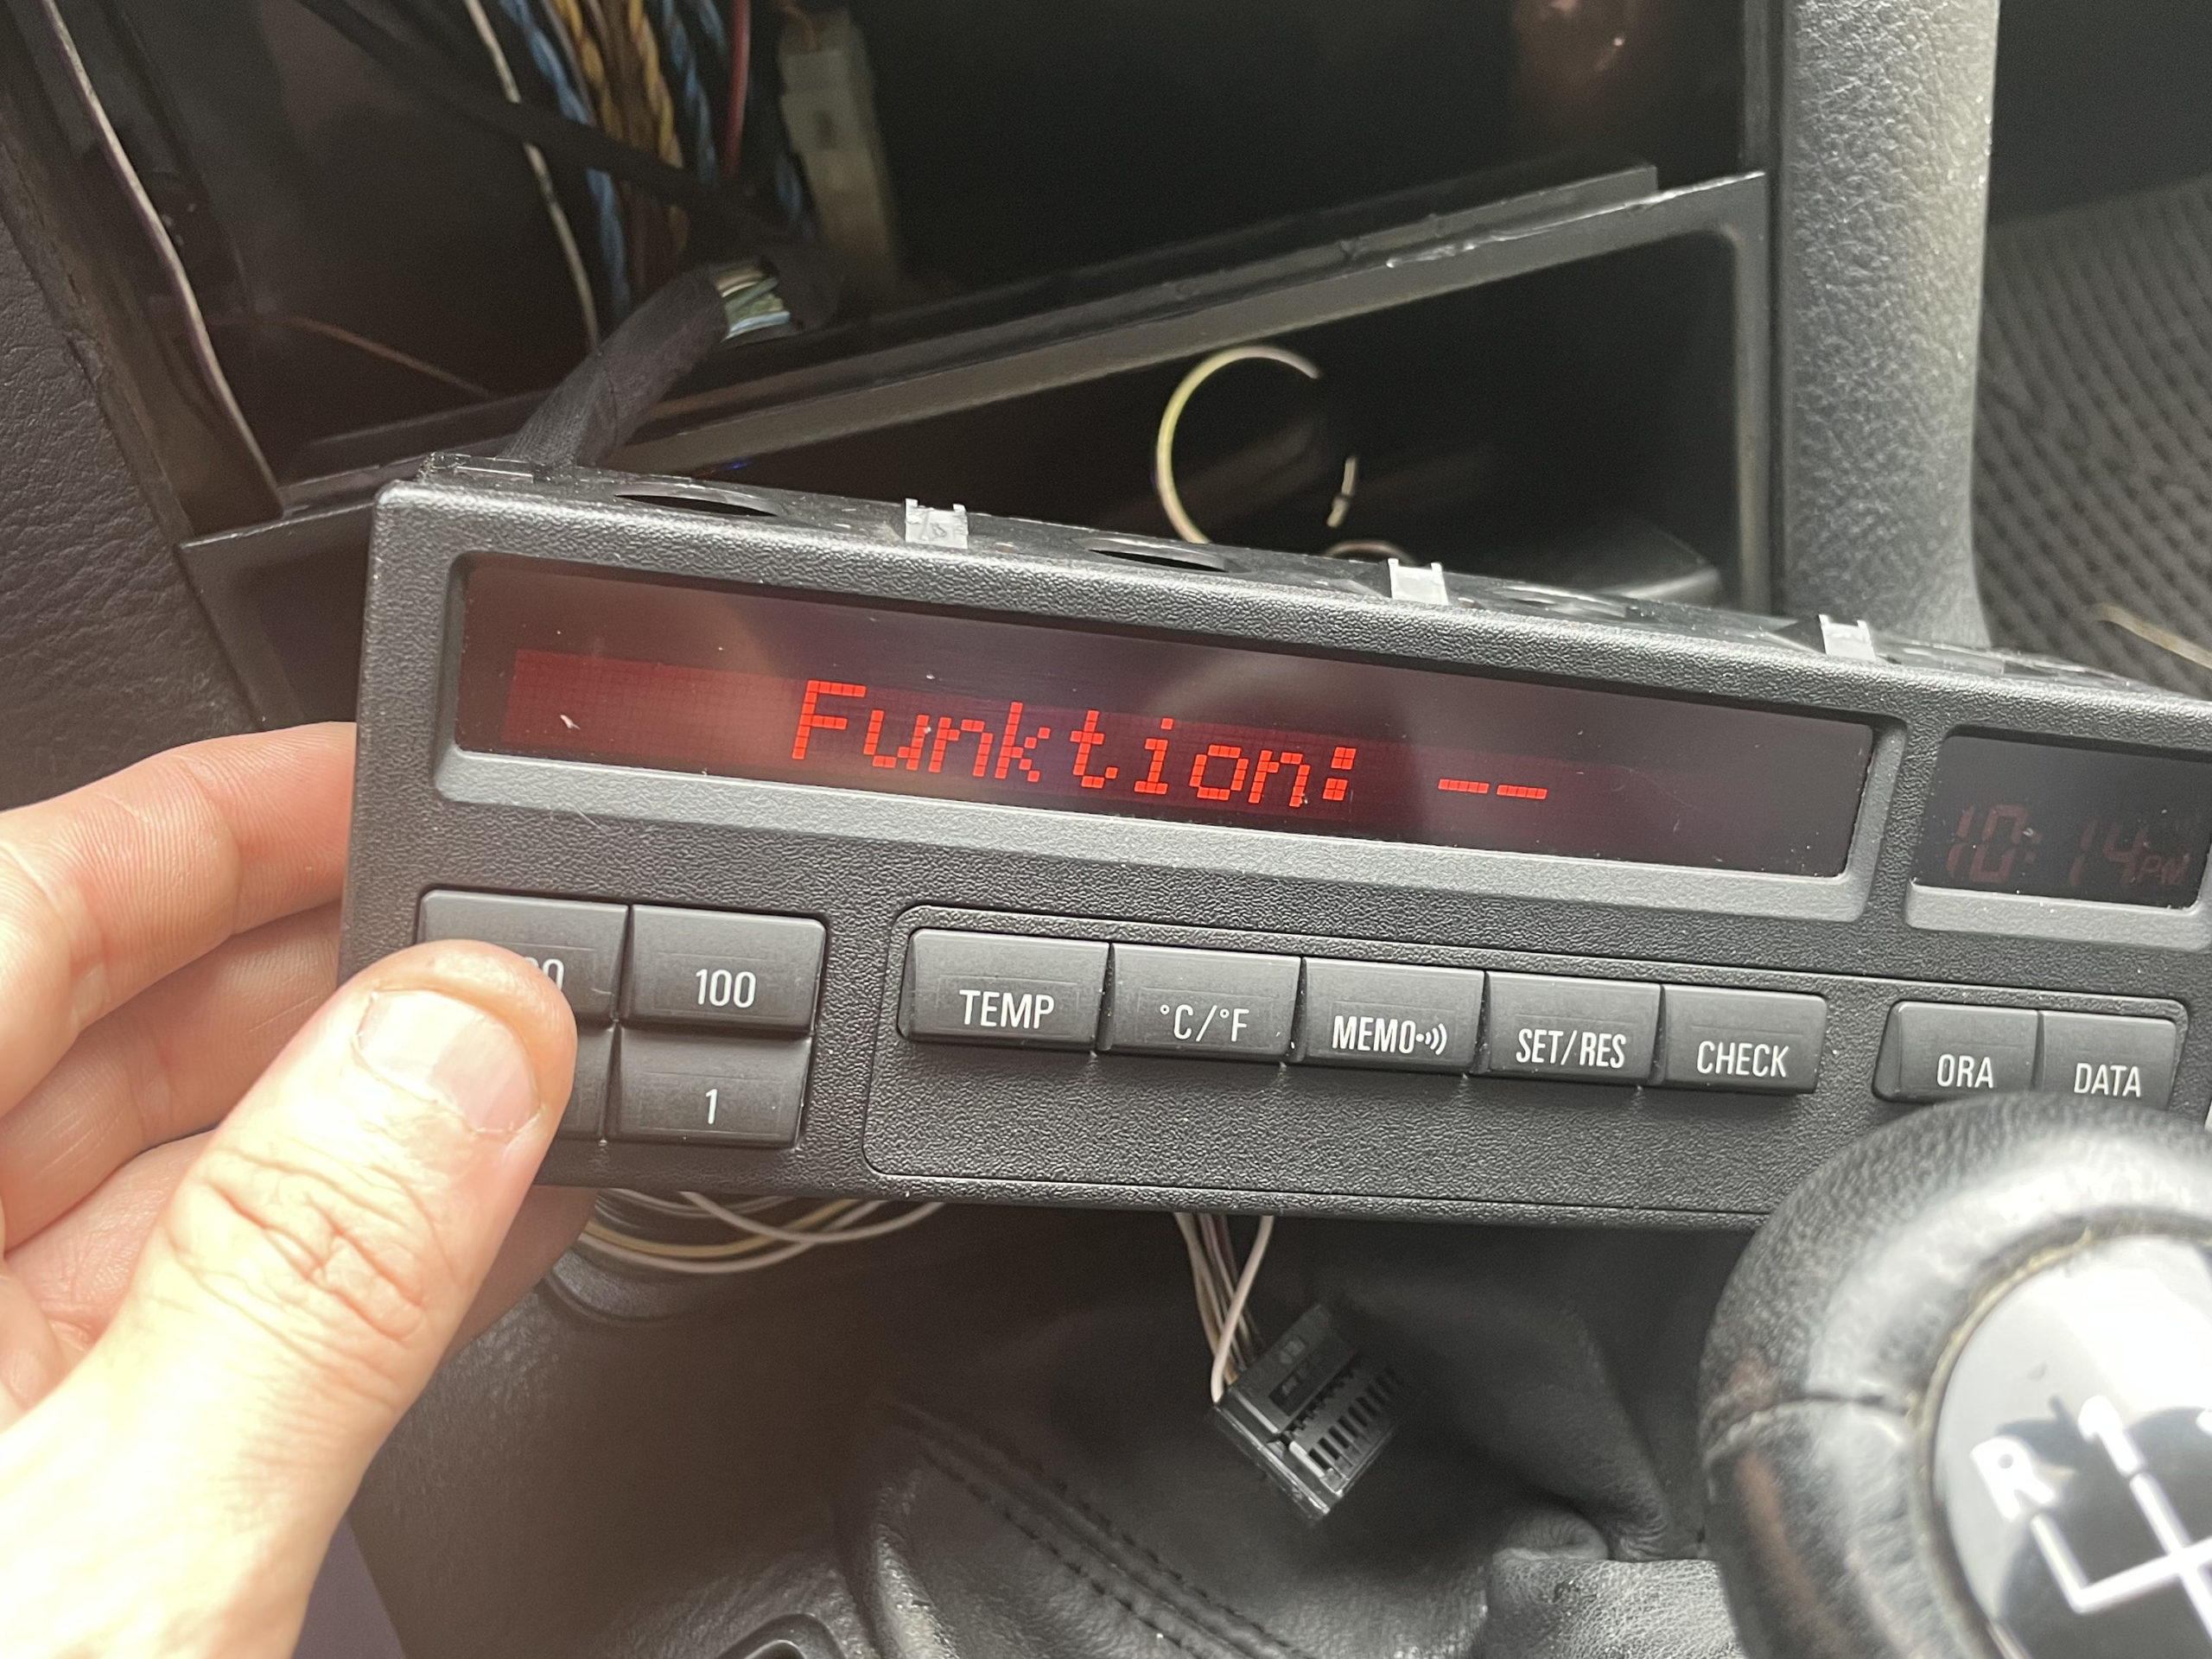 Funktion: --
10:14PM
100
1
TEMP
°C/°F
MEMO
SET/RES
CHECK
ORA
DATA
R 1